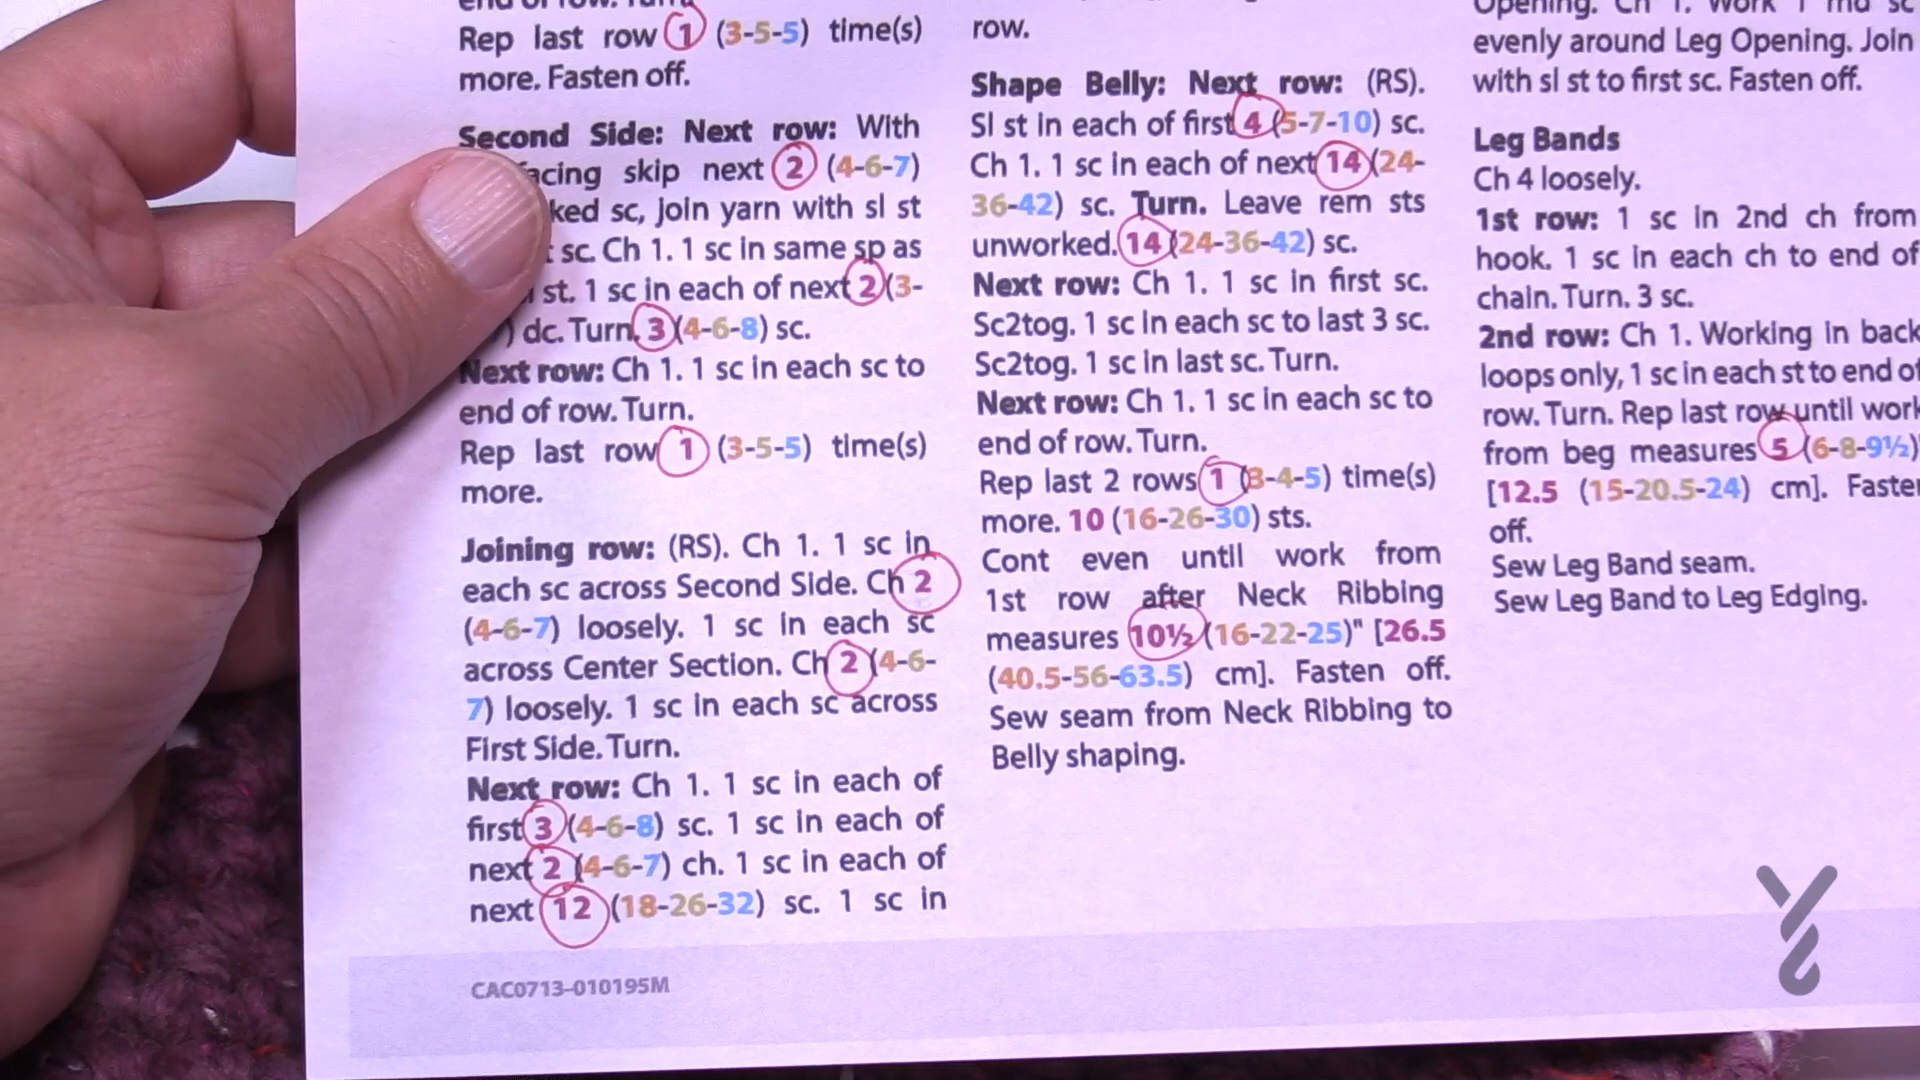 Rep last row 1 (3-5-5) time(s)
more. Fasten off.
Second Side: Next row: With
facing skip next 2 (4-6-7)
sc, join yarn with sl st
sc. Ch 1. 1 sc in same sp as
st. 1 sc in each of next 2 (3-
) dc. Turn. 3 (4-6-8) sc.
Next row: Ch 1. 1 sc in each sc to
end of row. Turn.
Rep last row 1 (3-5-5) time(s)
more.
Joining row: (RS). Ch 1. 1 sc in
each sc across Second Side. Ch 2
(4-6-7) loosely. 1 sc in each sc
across Center Section. Ch 2 (4-6-
7) loosely. 1 sc in each sc across
First Side. Turn.
Next row: Ch 1. 1 sc in each of
first 3 (4-6-8) sc. 1 sc in each of
next 2 (4-6-7) ch. 1 sc in each of
next 12 (18-26-32) sc. 1 sc in
CAC0713-010195M
row.
Shape Belly: Next row: (RS).
Sl st in each of first 4 (5-7-10) sc.
Ch 1. 1 sc in each of next 14 (24-
36-42) sc. Turn. Leave rem sts
unworked. 14 (24-36-42) sc.
Next row: Ch 1. 1 sc in first sc.
Sc2tog. 1 sc in each sc to last 3 sc.
Sc2tog. 1 sc in last sc. Turn.
Next row: Ch 1. 1 sc in each sc to
end of row. Turn.
Rep last 2 rows 1 (3-4-5) time(s)
more. 10 (16-26-30) sts.
Cont even until work from
1st row after Neck Ribbing
measures 10½ (16-22-25)" [26.5
(40.5-56-63.5) cm]. Fasten off.
Sew seam from Neck Ribbing to
Belly shaping.
Opening. Ch 1. Work 1 rnd sc
evenly around Leg Opening. Join
with sl st to first sc. Fasten off.
Leg Bands
Ch 4 loosely.
1st row: 1 sc in 2nd ch from
hook. 1 sc in each ch to end of
chain. Turn. 3 sc.
2nd row: Ch 1. Working in back
loops only, 1 sc in each st to end of
row. Turn. Rep last row until work
from beg measures 5 (6-8-9½)"
[12.5 (15-20.5-24) cm]. Fasten
off.
Sew Leg Band seam.
Sew Leg Band to Leg Edging.